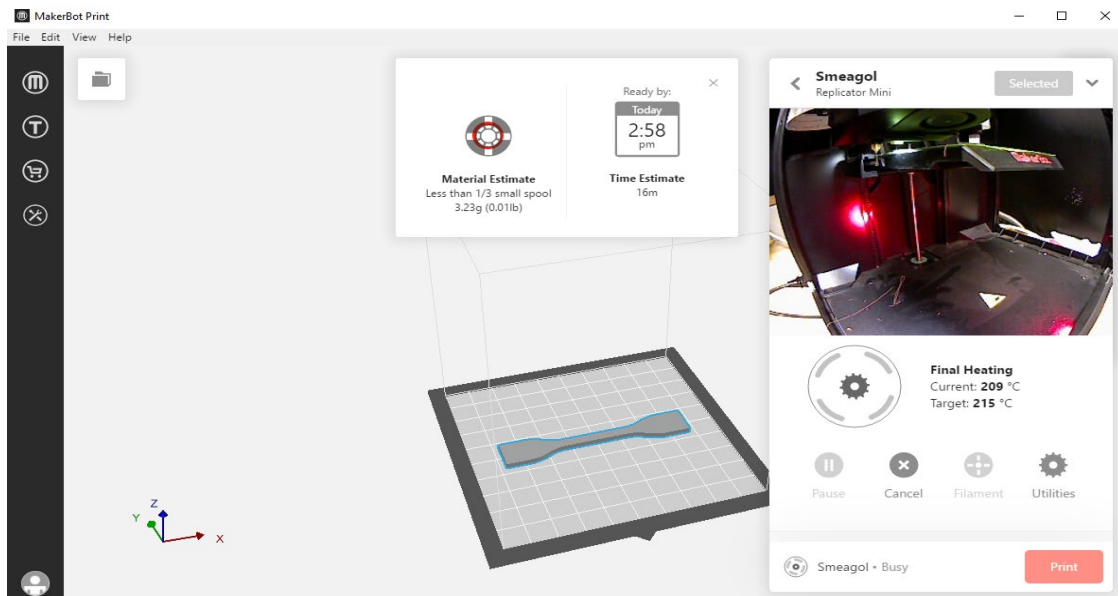 MakerBot Print
File Edit View Help
Ready by:
Today
2:58
pm
Material Estimate
Less than 1/3 small spool
3.23g (0.01lb)
Time Estimate
16m
Smeagol
Replicator Mini
Selected
Final Heating
Current: 209 °C
Target: 215 °C
Pause Cancel Filament Utilities
Smeagol • Busy
Print
Z
Y
X
M
T